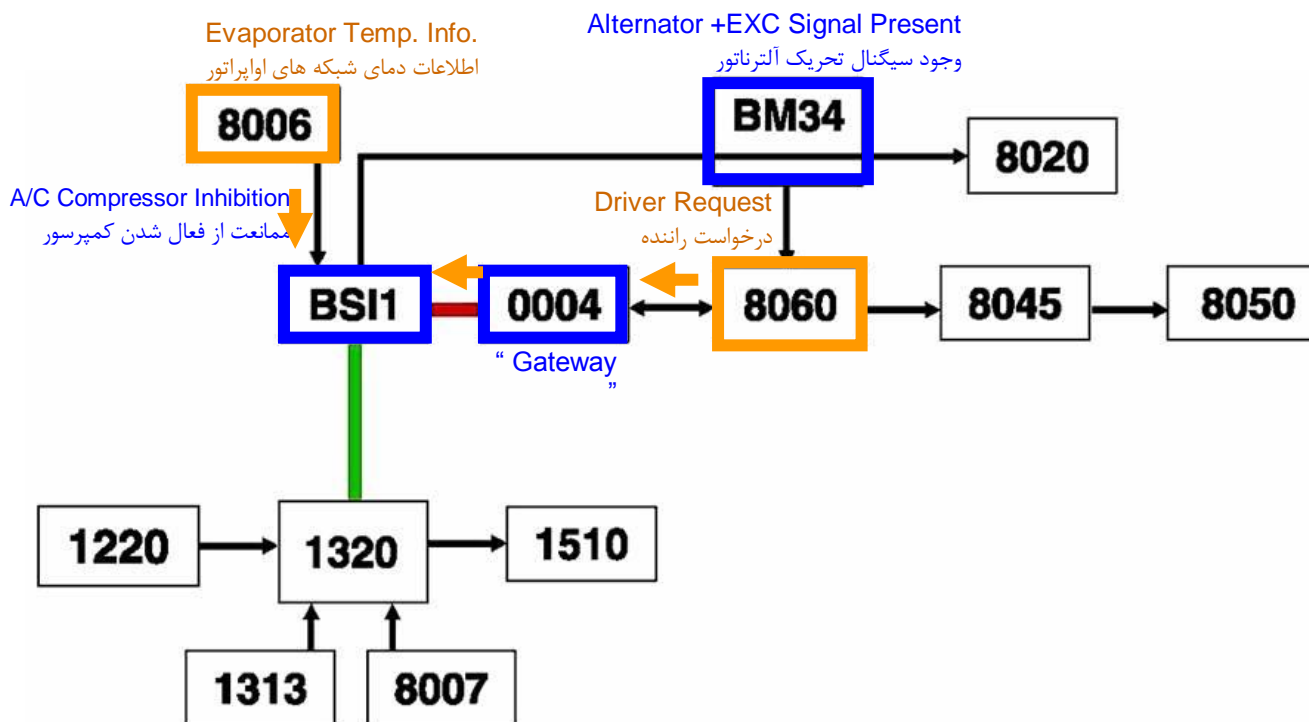 Evaporator Temp. Info.
اطلاعات دمای شبکه های اواپراتور
Alternator +EXC Signal Present
وجود سیگنال تحریک آلترناتور
8006
BM34
8020
A/C Compressor Inhibition
ممانعت از فعال شدن کمپرسور
Driver Request
درخواست راننده
BSI1
0004
8060
8045
8050
“ Gateway
”
1220
1320
1510
1313
8007